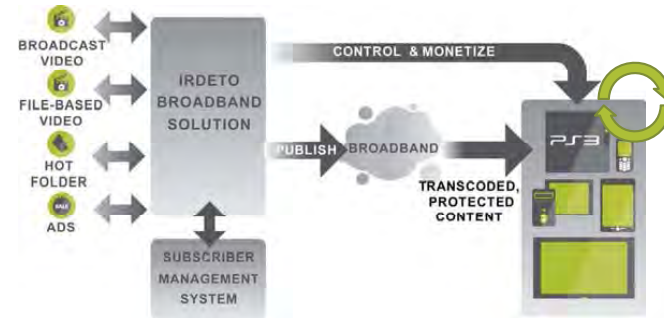 BROADCAST
VIDEO
FILE-BASED
VIDEO
HOT
FOLDER
SALE
ADS
IRDETO
BROADBAND
SOLUTION
SUBSCRIBER
MANAGEMENT
SYSTEM
CONTROL & MONETIZE
PUBLISH
BROADBAND
TRANSCODED,
PROTECTED
CONTENT
PS3